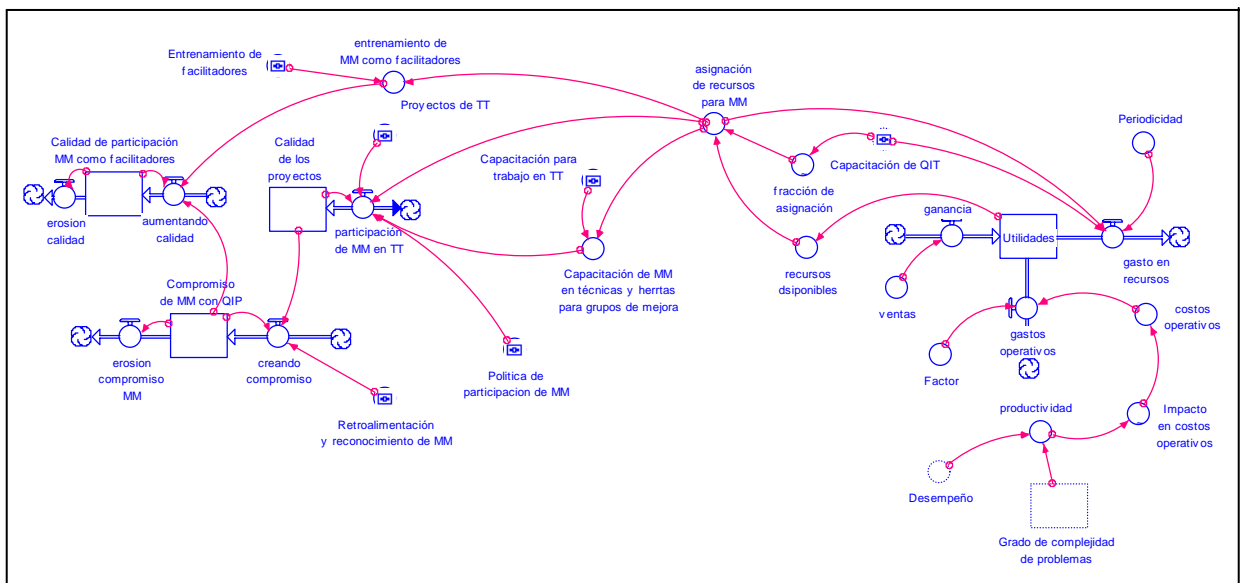 Entrenamiento de
facilitadores
entrenamiento de
MM como facilitadores
Proyectos de TT
asignación
de recursos
para MM
Periodicidad
Calidad de participación
MM como facilitadores
Calidad
de los
proyectos
Capacitación para
trabajo en TT
Capacitación de QIT
fracción de
asignación
ganancia
erosion
calidad
aumentando
calidad
participación
de MM en TT
Utilidades
gasto en
recursos
Capacitación de MM
en técnicas y herrtas
para grupos de mejora
recursos
dsiponibles
Compromiso
de MM con QIP
ventas
costos
operativos
erosion
compromiso
MM
creando
compromiso
gastos
operativos
Politica de
participacion de MM
Factor
Retroalimentación
y reconocimiento de MM
productividad
Impacto
en costos
operativos
Desempeño
Grado de complejidad
de problemas